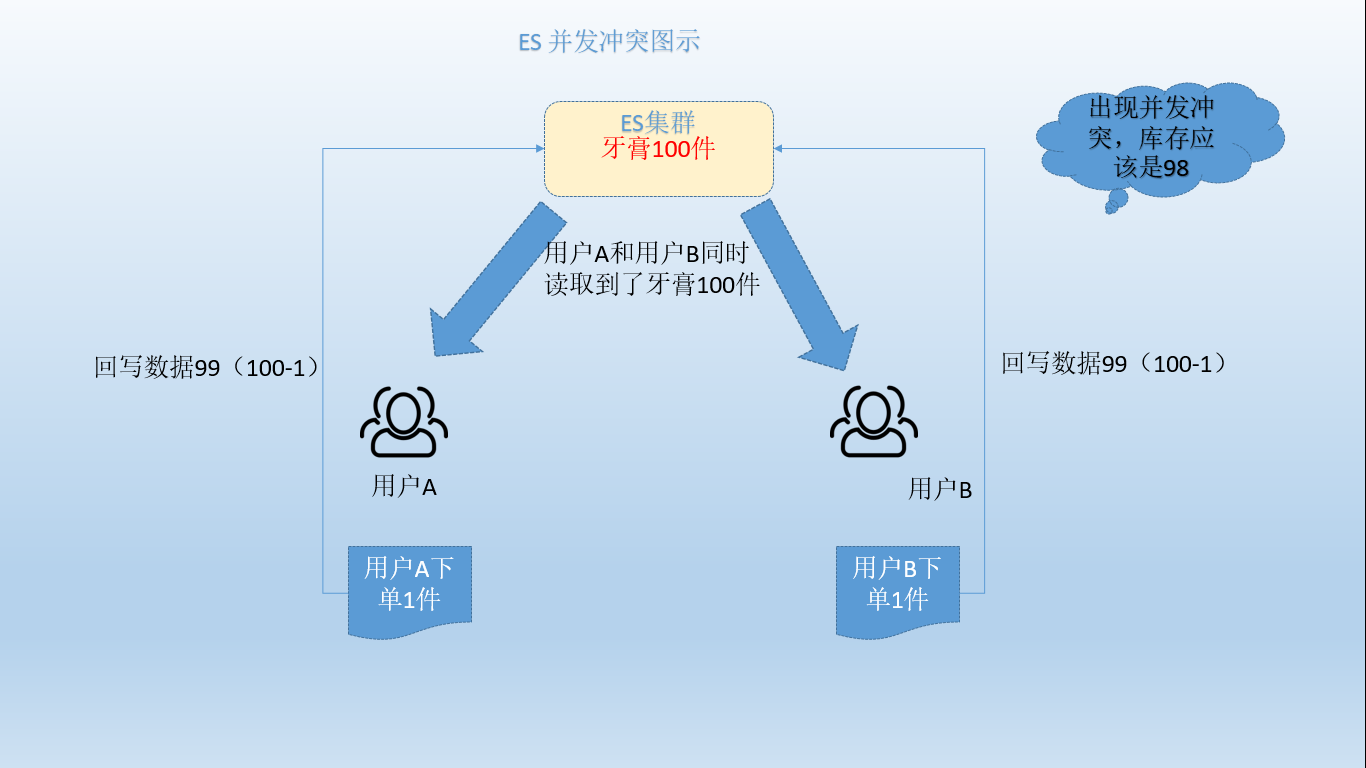 ES 并发冲突图示
ES集群
牙膏100件
出现并发冲
突，库存应
该是98
用户A和用户B同时
读取到了牙膏100件
回写数据99（100-1）
回写数据99（100-1）
用户A
用户B
用户A下
单1件
用户B下
单1件